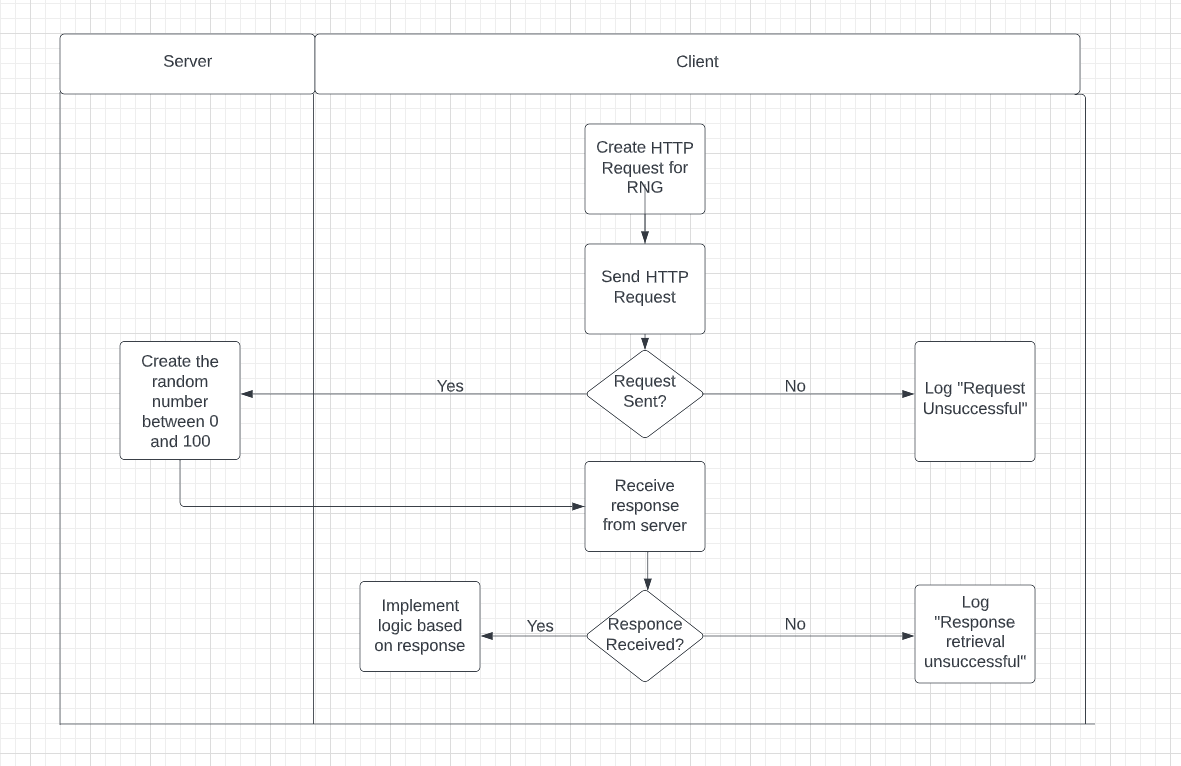 Server
Client
Create HTTP
Request for
RNG
Send HTTP
Request
Request
Sent?
Yes
No
Create the
random
number
between 0
and 100
Log "Request
Unsuccessful"
Receive
response
from server
Responce
Received?
Yes
No
Implement
logic based
on response
Log
"Response
retrieval
unsuccessful"